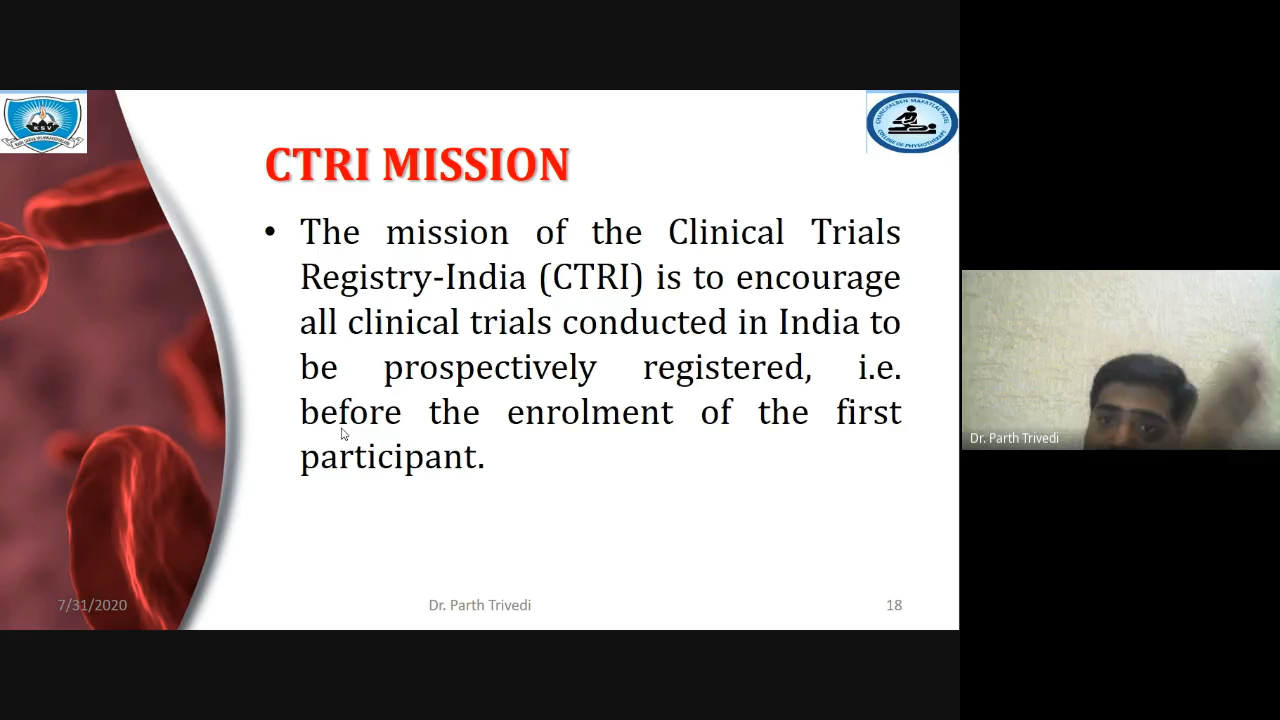 KSV
CTRI MISSION
• The mission of the Clinical Trials
Registry-India (CTRI) is to encourage
all clinical trials conducted in India to
be prospectively registered, i.e.
before the enrolment of the first
participant.
Dr. Parth Trivedi
7/31/2020
Dr. Parth Trivedi
18